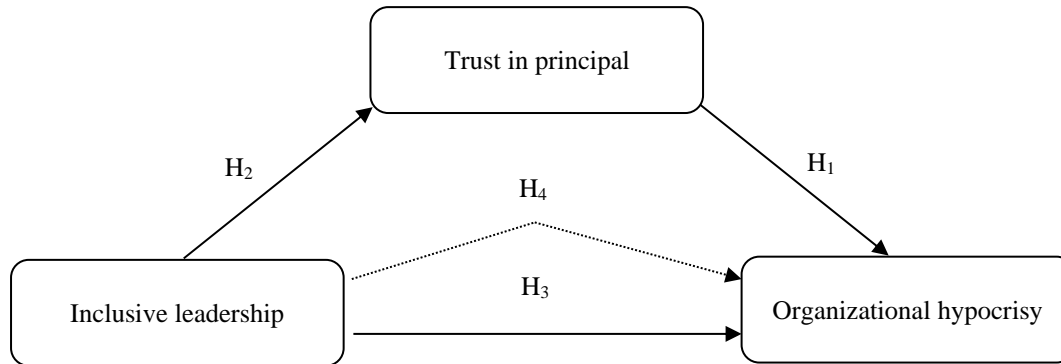 Trust in principal
H₂
H₁
H₄
H₃
Inclusive leadership
Organizational hypocrisy